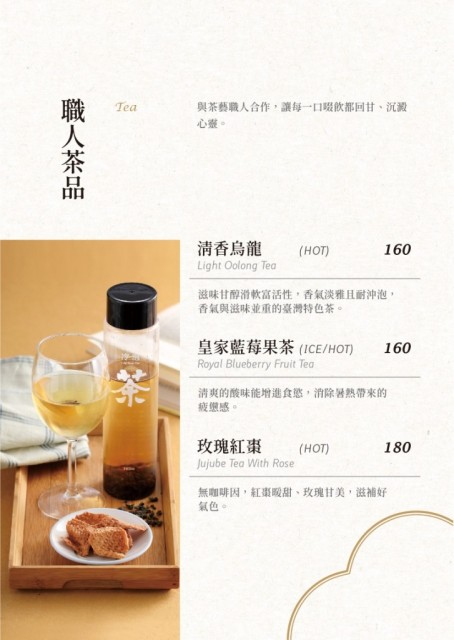 職人茶品
Tea
與茶藝職人合作，讓每一口啜飲都回甘、沉澱
心靈。
清香烏龍 (HOT) 160
Light Oolong Tea
滋味甘醇滑軟富活性，香氣淡雅且耐沖泡，
香氣與滋味並重的臺灣特色茶。
皇家藍莓果茶 (ICE/HOT) 160
Royal Blueberry Fruit Tea
清爽的酸味能增進食慾，消除暑熱帶來的
疲憊感。
玫瑰紅棗 (HOT) 180
Jujube Tea With Rose
無咖啡因，紅棗暖甜、玫瑰甘美，滋補好
氣色。
茶